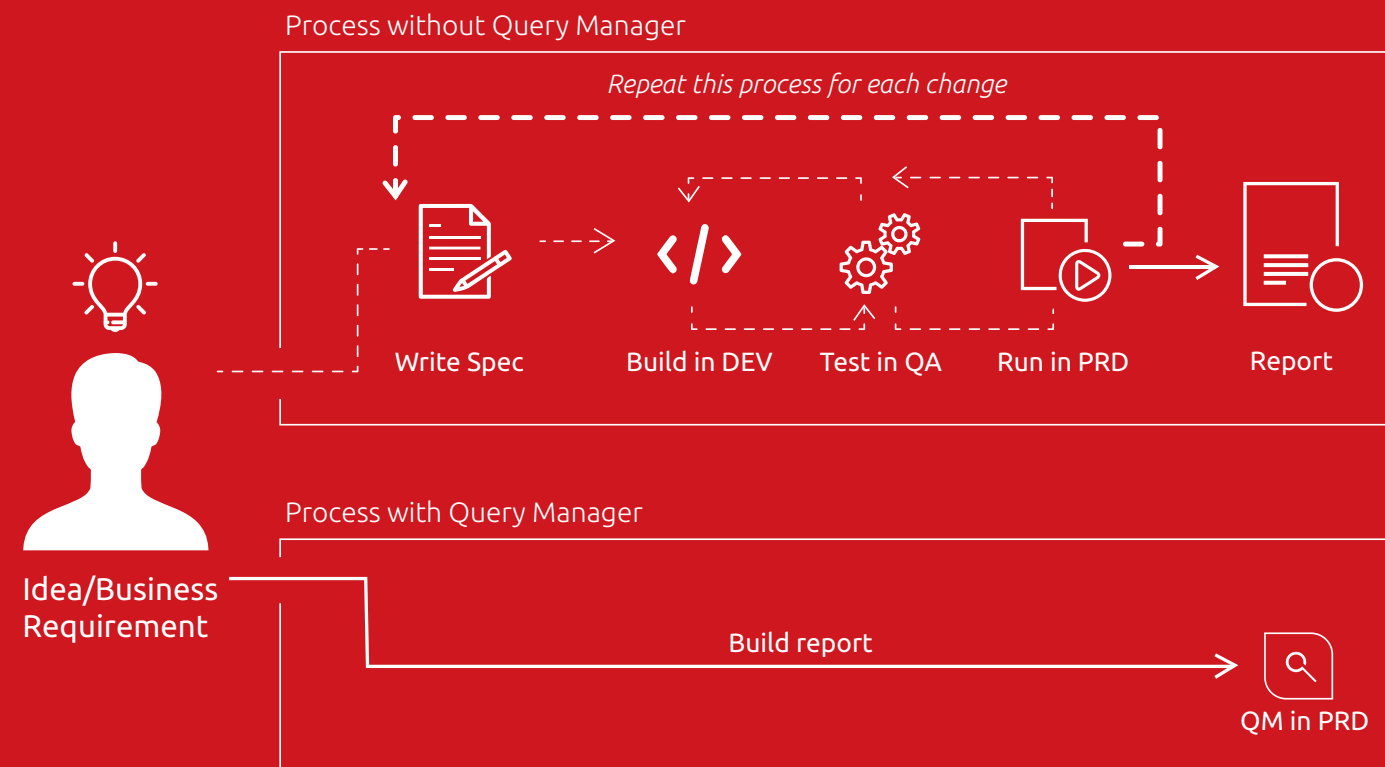 Process without Query Manager
Repeat this process for each change
Write Spec
Build in DEV
Test in QA
Run in PRD
Report
Process with Query Manager
Idea/Business
Requirement
Build report
QM in PRD